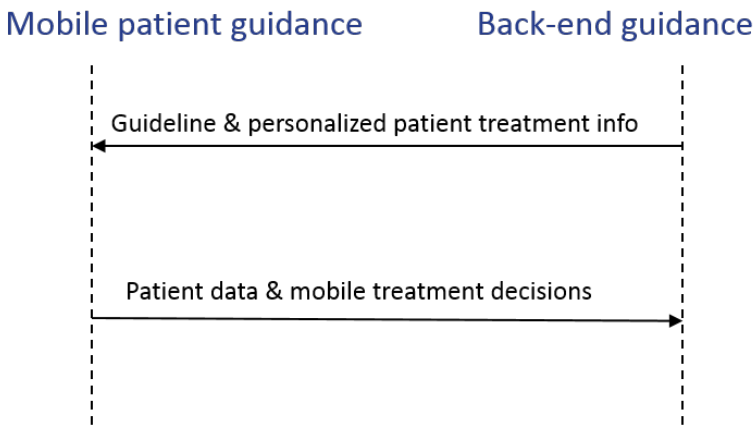 Mobile patient guidance
Back-end guidance
Guideline & personalized patient treatment info
Patient data & mobile treatment decisions